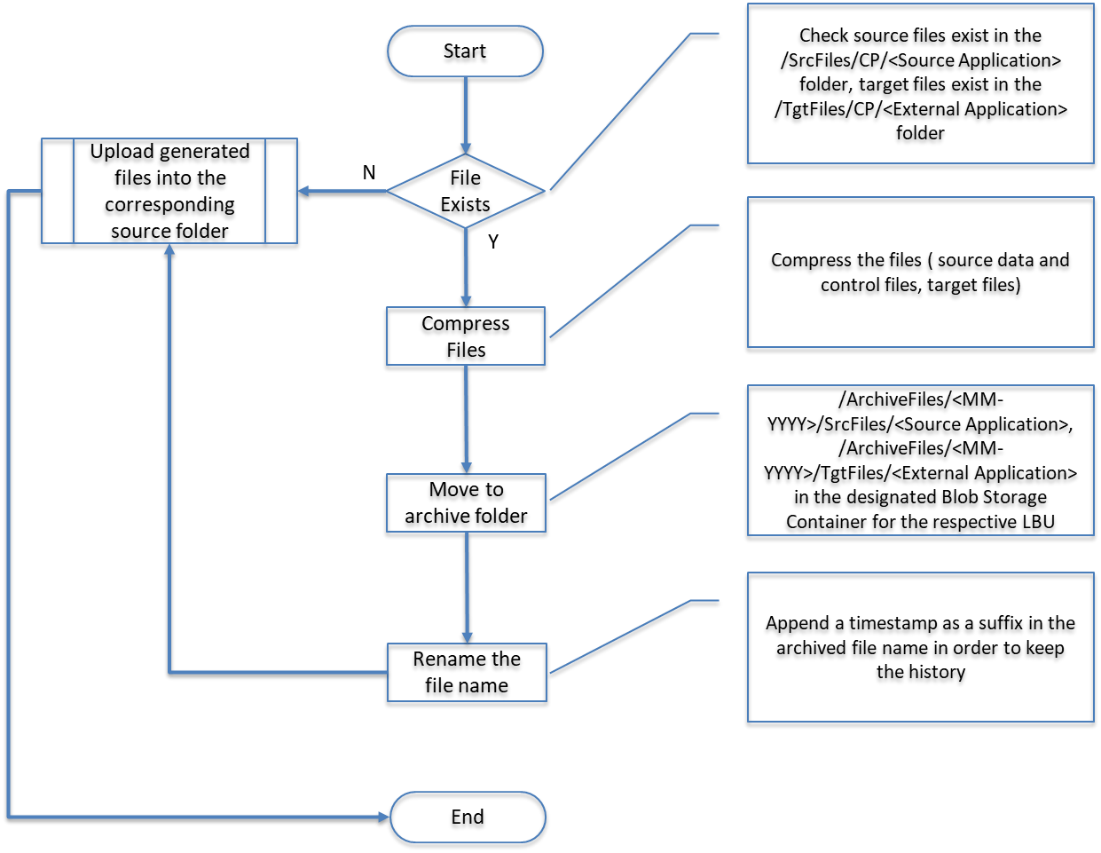 Start
Check source files exist in the
/SrcFiles/CP/<Source Application>
folder, target files exist in the
/TgtFiles/CP/<External Application>
folder
Upload generated
files into the
corresponding
source folder
N
File
Exists
Y
Compress the files ( source data and
control files, target files)
Compress
Files
/ArchiveFiles/<MM-
YYYY>/SrcFiles/<Source Application>,
/ArchiveFiles/<MM-
YYYY>/TgtFiles/<External Application>
in the designated Blob Storage
Container for the respective LBU
Move to
archive folder
Append a timestamp as a suffix in the
archived file name in order to keep
the history
Rename the
file name
End